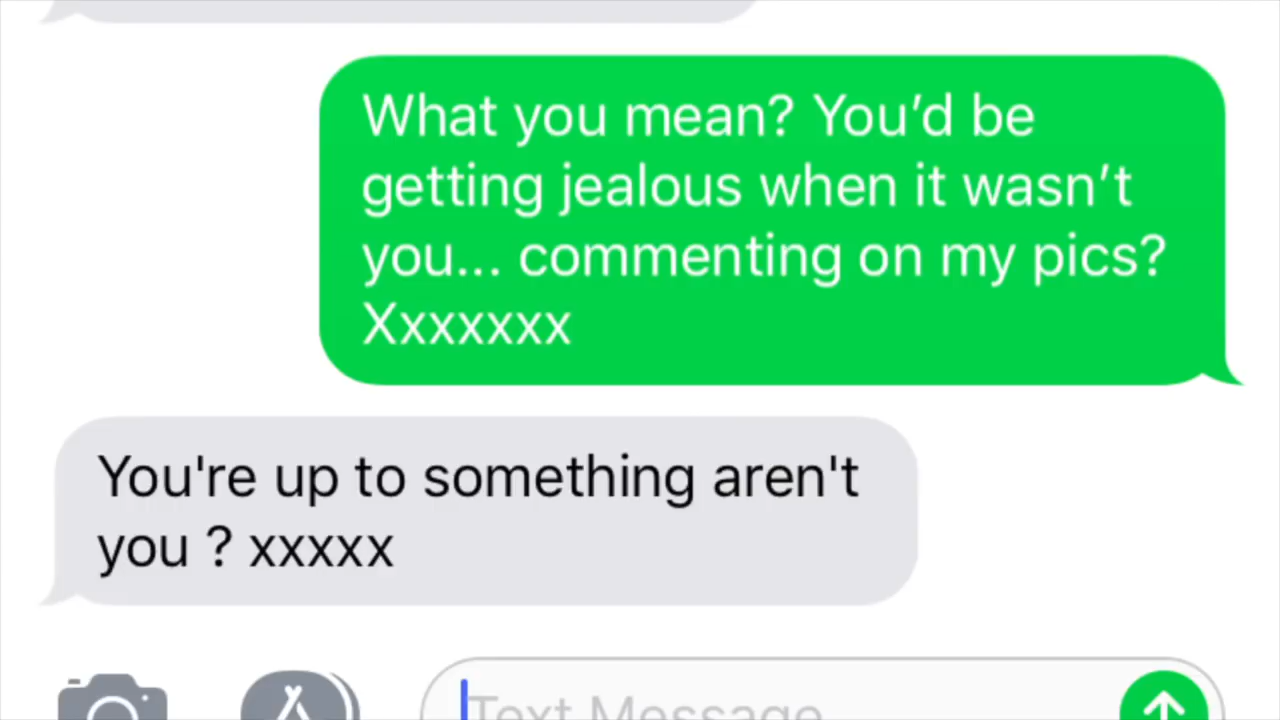 What you mean? You’d be
getting jealous when it wasn’t
you... commenting on my pics?
Xxxxxxx
You're up to something aren't
you ? xxxxx
Text Message